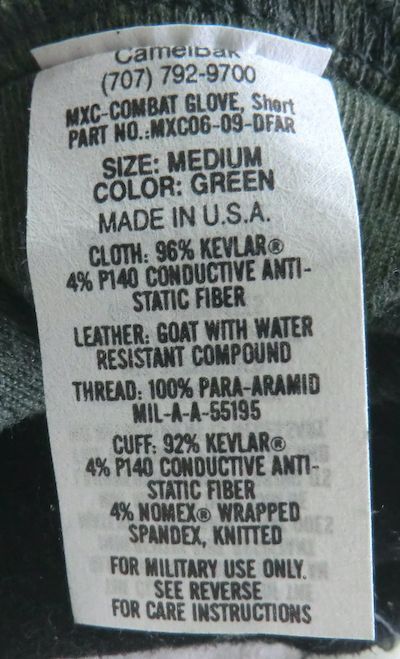 CamelBak
(707) 792-9700
MXC-COMBAT GLOVE, Short
PART NO.:MXC06-09-DFAR
SIZE: MEDIUM
COLOR: GREEN
MADE IN U.S.A.
CLOTH: 96% KEVLAR®
4% P140 CONDUCTIVE ANTI-
STATIC FIBER
LEATHER: GOAT WITH WATER
RESISTANT COMPOUND
THREAD: 100% PARA-ARAMID
MIL-A-A-55195
CUFF: 92% KEVLAR®
4% P140 CONDUCTIVE ANTI-
STATIC FIBER
4% NOMEX® WRAPPED
SPANDEX, KNITTED
FOR MILITARY USE ONLY.
SEE REVERSE
FOR CARE INSTRUCTIONS